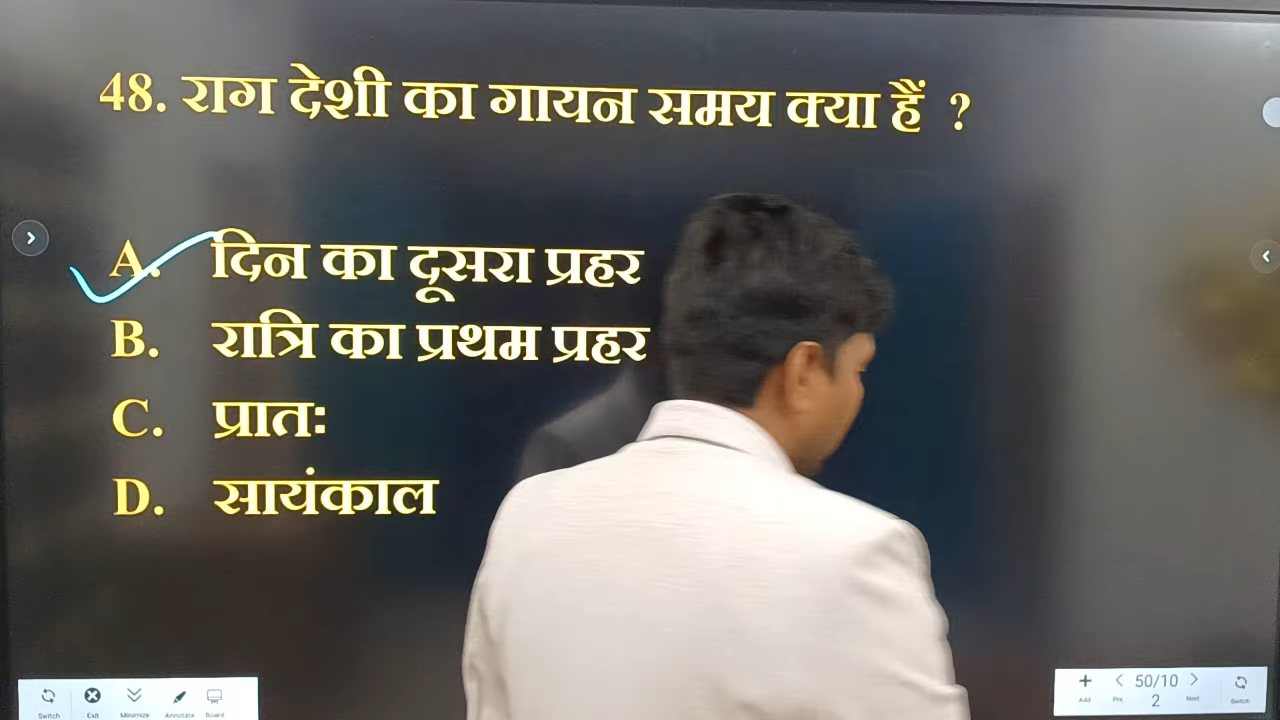 48. राग देशी का गायन समय क्या हैं ?
A. दिन का दूसरा प्रहर
B. रात्रि का प्रथम प्रहर
C. प्रातः
D. सायंकाल
Switch Exit Minimize Annotate Board
Add Pre 50/10 Next Switch
2